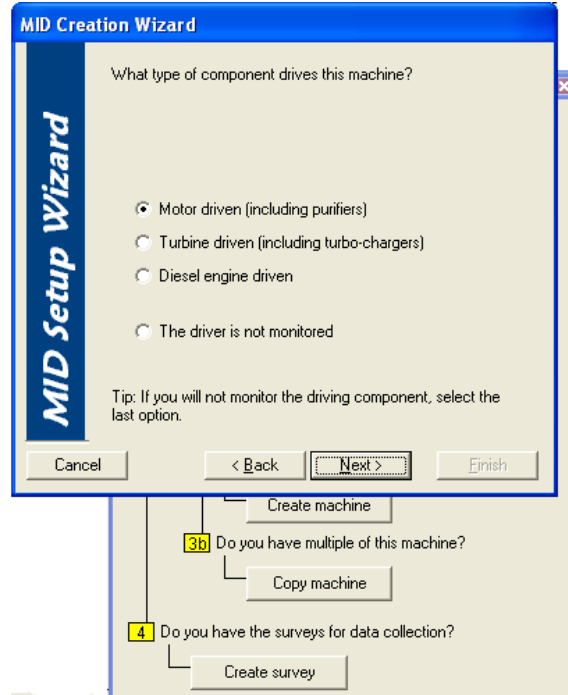 MID Creation Wizard
MID Setup Wizard
What type of component drives this machine?
Motor driven (including purifiers)
Turbine driven (including turbo-chargers)
Diesel engine driven
The driver is not monitored
Tip: If you will not monitor the driving component, select the
last option.
Cancel
< Back
Next >
Finish
Create machine
3b Do you have multiple of this machine?
Copy machine
4 Do you have the surveys for data collection?
Create survey